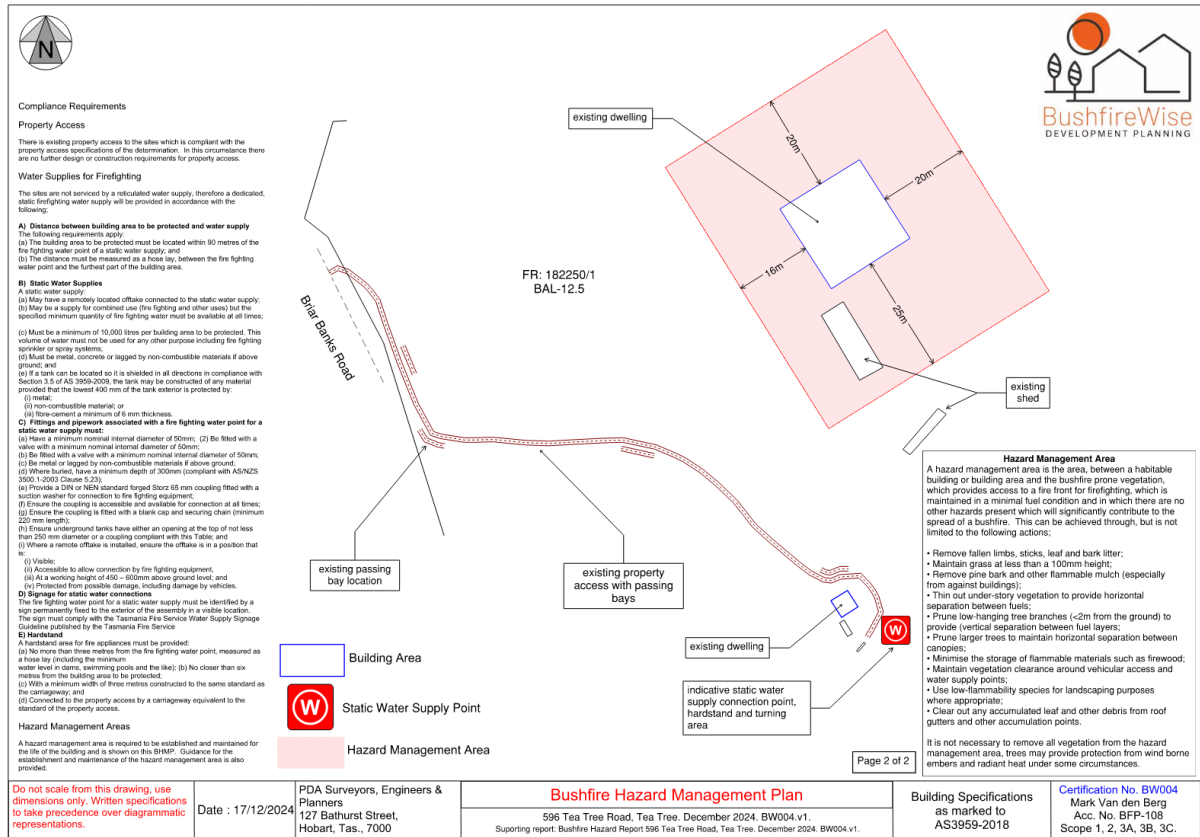 N
Compliance Requirements
Property Access
There is existing property access to the sites which is compliant with the
property access specifications of the determination. In this circumstance there
are no further design or construction requirements for property access.
Water Supplies for Firefighting
The sites are not serviced by a reticulated water supply, therefore a dedicated,
static firefighting water supply will be provided in accordance with the
following;
A) Distance between building area to be protected and water supply
The following requirements apply:
(a) The building area to be protected must be located within 90 metres of the
fire fighting water point of a static water supply; and
(b) The distance must be measured as a hose lay, between the fire fighting
water point and the furthest part of the building area.
B) Static Water Supplies
A static water supply:
(a) May have a remotely located offtake connected to the static water supply;
(b) May be a supply for combined use (fire fighting and other uses) but the
specified minimum quantity of fire fighting water must be available at all times;
(c) Must be a minimum of 10,000 litres per building area to be protected. This
volume of water must not be used for any other purpose including fire fighting
sprinkler or spray systems;
(d) Must be metal, concrete or lagged by non-combustible materials if above
ground; and
(e) If a tank can be located so it is shielded in all directions in compliance with
Section 3.5 of AS 3959-2009, the tank may be constructed of any material
provided that the lowest 400 mm of the tank exterior is protected by:
(i) metal;
(ii) non-combustible material; or
(iii) fibre-cement a minimum of 6 mm thickness.
C) Fittings and pipework associated with a fire fighting water point for a
static water supply must:
(a) Have a minimum nominal internal diameter of 50mm; (2) Be fitted with a
valve with a minimum nominal internal diameter of 50mm;
(b) Be fitted with a valve with a minimum nominal internal diameter of 50mm;
(c) Be metal or lagged by non-combustible materials if above ground;
(d) Where buried, have a minimum depth of 300mm (compliant with AS/NZS
3500.1-2003 Clause 5.23);
(e) Provide a DIN or NEN standard forged Storz 65 mm coupling fitted with a
suction washer for connection to fire fighting equipment;
(f) Ensure the coupling is accessible and available for connection at all times;
(g) Ensure the coupling is fitted with a blank cap and securing chain (minimum
220 mm length);
(h) Ensure underground tanks have either an opening at the top of not less
than 250 mm diameter or a coupling compliant with this Table; and
(i) Where a remote offtake is installed, ensure the offtake is in a position that
is:
(i) Visible;
(ii) Accessible to allow connection by fire fighting equipment,
(iii) At a working height of 450 – 600mm above ground level; and
(iv) Protected from possible damage, including damage by vehicles.
D) Signage for static water connections
The fire fighting water point for a static water supply must be identified by a
sign permanently fixed to the exterior of the assembly in a visible location.
The sign must comply with the Tasmania Fire Service Water Supply Signage
Guideline published by the Tasmania Fire Service
E) Hardstand
A hardstand area for fire appliances must be provided:
(a) No more than three metres from the fire fighting water point, measured as
a hose lay (including the minimum
water level in dams, swimming pools and the like); (b) No closer than six
metres from the building area to be protected;
(c) With a minimum width of three metres constructed to the same standard as
the carriageway; and
(d) Connected to the property access by a carriageway equivalent to the
standard of the property access.
Hazard Management Areas
A hazard management area is required to be established and maintained for
the life of the building and is shown on this BHMP. Guidance for the
establishment and maintenance of the hazard management area is also
provided.
Briar Banks Road
FR: 182250/1
BAL-12.5
existing dwelling
20m
20m
16m
25m
existing
shed
existing passing
bay location
existing property
access with passing
bays
existing dwelling
W
indicative static water
supply connection point,
hardstand and turning
area
Building Area
W
Static Water Supply Point
Hazard Management Area
BushfireWise
DEVELOPMENT PLANNING
Hazard Management Area
A hazard management area is the area, between a habitable
building or building area and the bushfire prone vegetation,
which provides access to a fire front for firefighting, which is
maintained in a minimal fuel condition and in which there are no
other hazards present which will significantly contribute to the
spread of a bushfire. This can be achieved through, but is not
limited to the following actions;
• Remove fallen limbs, sticks, leaf and bark litter;
• Maintain grass at less than a 100mm height;
• Remove pine bark and other flammable mulch (especially
from against buildings);
• Thin out under-story vegetation to provide horizontal
separation between fuels;
• Prune low-hanging tree branches (<2m from the ground) to
provide (vertical separation between fuel layers;
• Prune larger trees to maintain horizontal separation between
canopies;
• Minimise the storage of flammable materials such as firewood;
• Maintain vegetation clearance around vehicular access and
water supply points;
• Use low-flammability species for landscaping purposes
where appropriate;
• Clear out any accumulated leaf and other debris from roof
gutters and other accumulation points.
It is not necessary to remove all vegetation from the hazard
management area, trees may provide protection from wind borne
embers and radiant heat under some circumstances.
Page 2 of 2
Do not scale from this drawing, use
dimensions only. Written specifications
to take precedence over diagrammatic
representations.
Date : 17/12/2024
PDA Surveyors, Engineers &
Planners
127 Bathurst Street,
Hobart, Tas., 7000
Bushfire Hazard Management Plan
596 Tea Tree Road, Tea Tree. December 2024. BW004.v1.
Suporting report: Bushfire Hazard Report 596 Tea Tree Road, Tea Tree. December 2024. BW004.v1.
Building Specifications
as marked to
AS3959-2018
Certification No. BW004
Mark Van den Berg
Acc. No. BFP-108
Scope 1, 2, 3A, 3B, 3C.